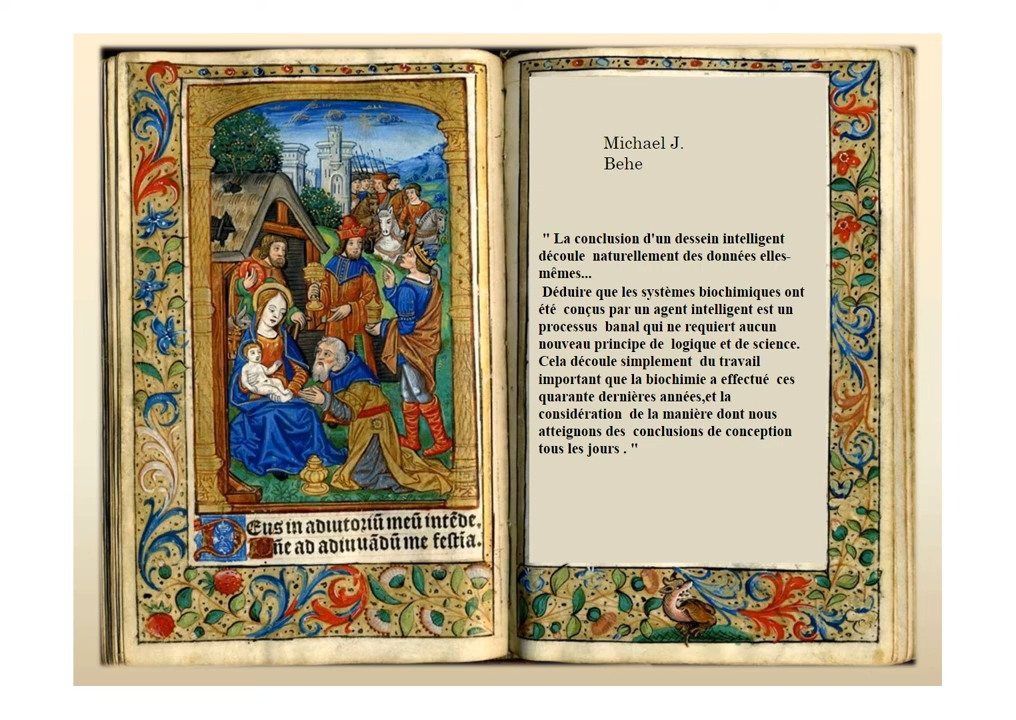 Deus in adiutoriū meū intēde,
Dn̄e ad adiuuādū me festīa.
Michael J.
Behe
" La conclusion d'un dessein intelligent
découle naturellement des données elles-
mêmes...
Déduire que les systèmes biochimiques ont
été conçus par un agent intelligent est un
processus banal qui ne requiert aucun
nouveau principe de logique et de science.
Cela découle simplement du travail
important que la biochimie a effectué ces
quarante dernières années,et la
considération de la manière dont nous
atteignons des conclusions de conception
tous les jours . "